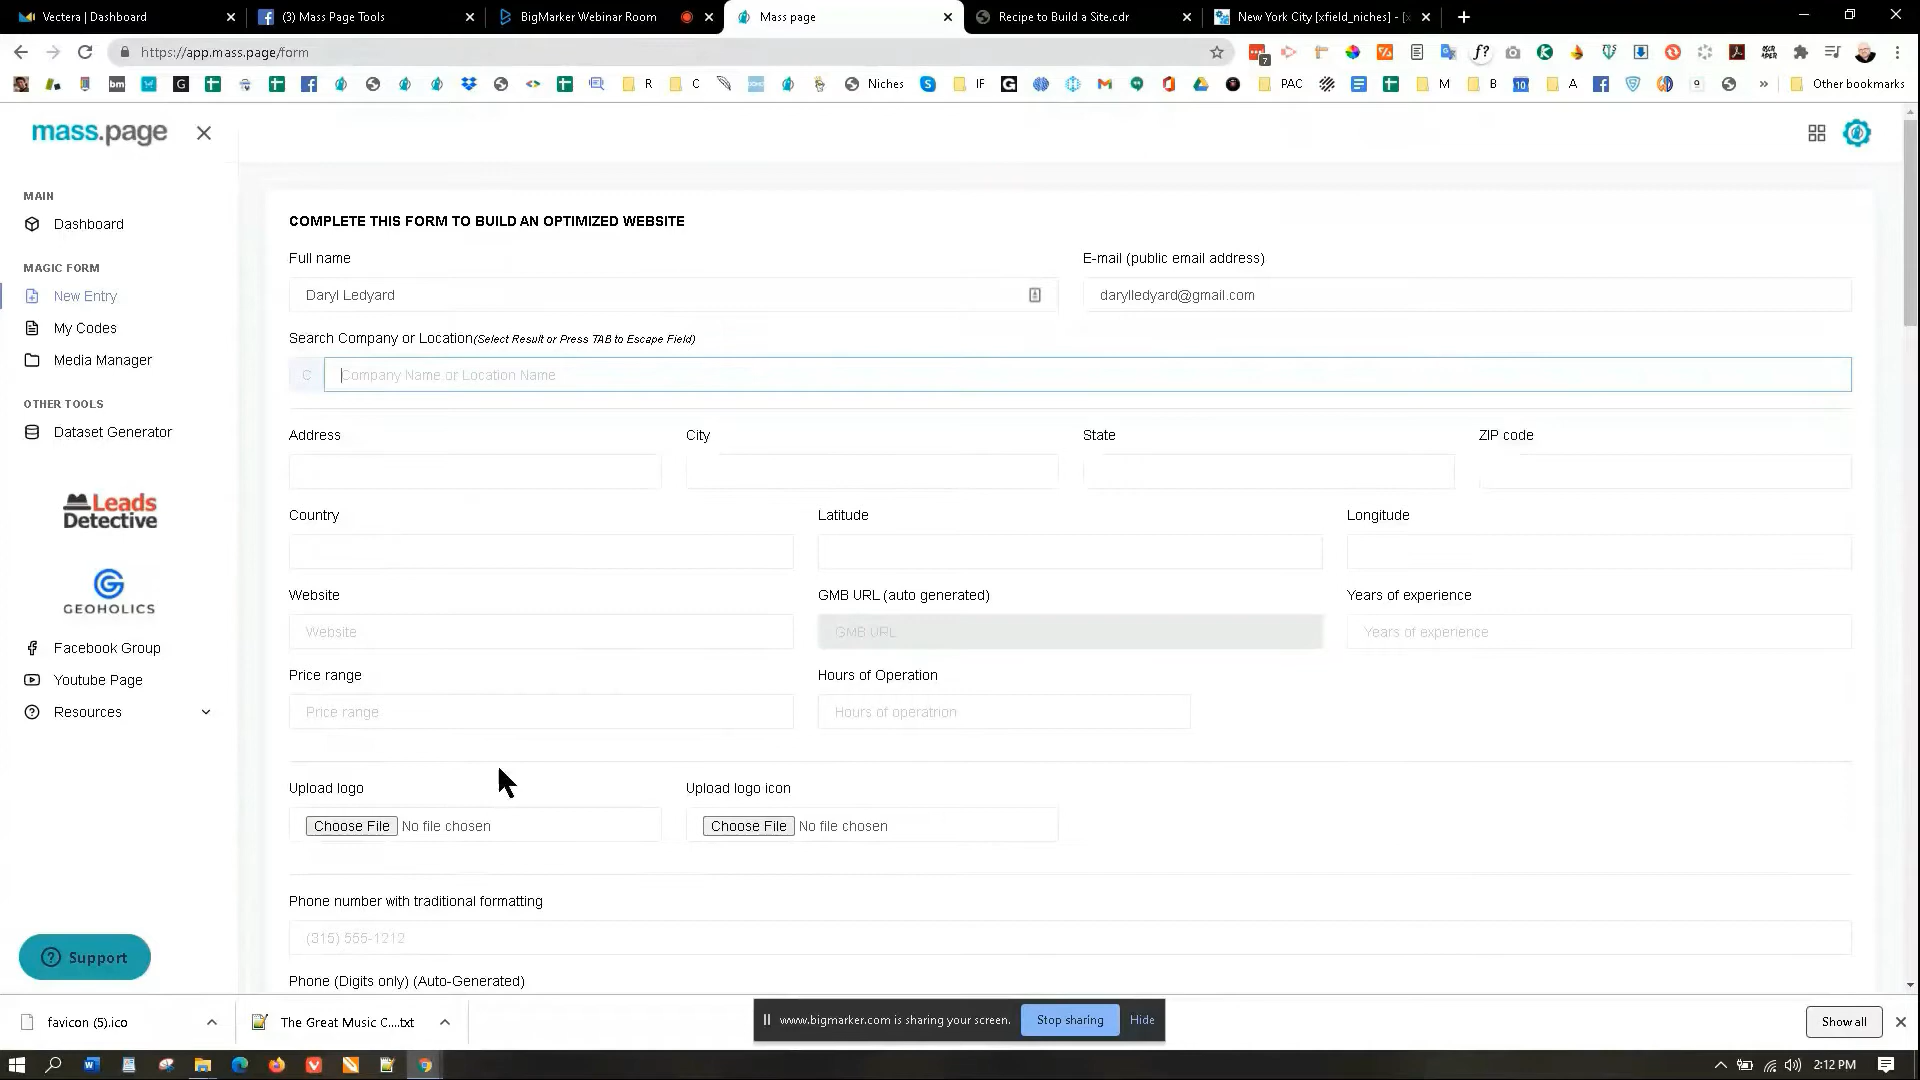 Vectera | Dashboard
(3) Mass Page Tools
BigMarker Webinar Room
Mass page
Recipe to Build a Site.cdr
New York City [xfield_niches] - [x
https://app.mass.page/form
7
f?
bm
G
R
C
Niches
S
IF
G
PAC
M
B
10
A
9
»
Other bookmarks
mass.page
MAIN
Dashboard
MAGIC FORM
New Entry
My Codes
Media Manager
OTHER TOOLS
Dataset Generator
Leads
Detective
GEOHOLICS
Facebook Group
Youtube Page
Resources
Support
COMPLETE THIS FORM TO BUILD AN OPTIMIZED WEBSITE
Full name
E-mail (public email address)
Daryl Ledyard
darylledyard@gmail.com
Search Company or Location(Select Result or Press TAB to Escape Field)
C
Company Name or Location Name
Address
City
State
ZIP code
Country
Latitude
Longitude
Website
GMB URL (auto generated)
Years of experience
Website
GMB URL
Years of experience
Price range
Hours of Operation
Price range
Hours of operatrion
Upload logo
Upload logo icon
Choose File No file chosen
Choose File No file chosen
Phone number with traditional formatting
(315) 555-1212
Phone (Digits only) (Auto-Generated)
favicon (5).ico
The Great Music C....txt
www.bigmarker.com is sharing your screen.
Stop sharing
Hide
Show all
2:12 PM